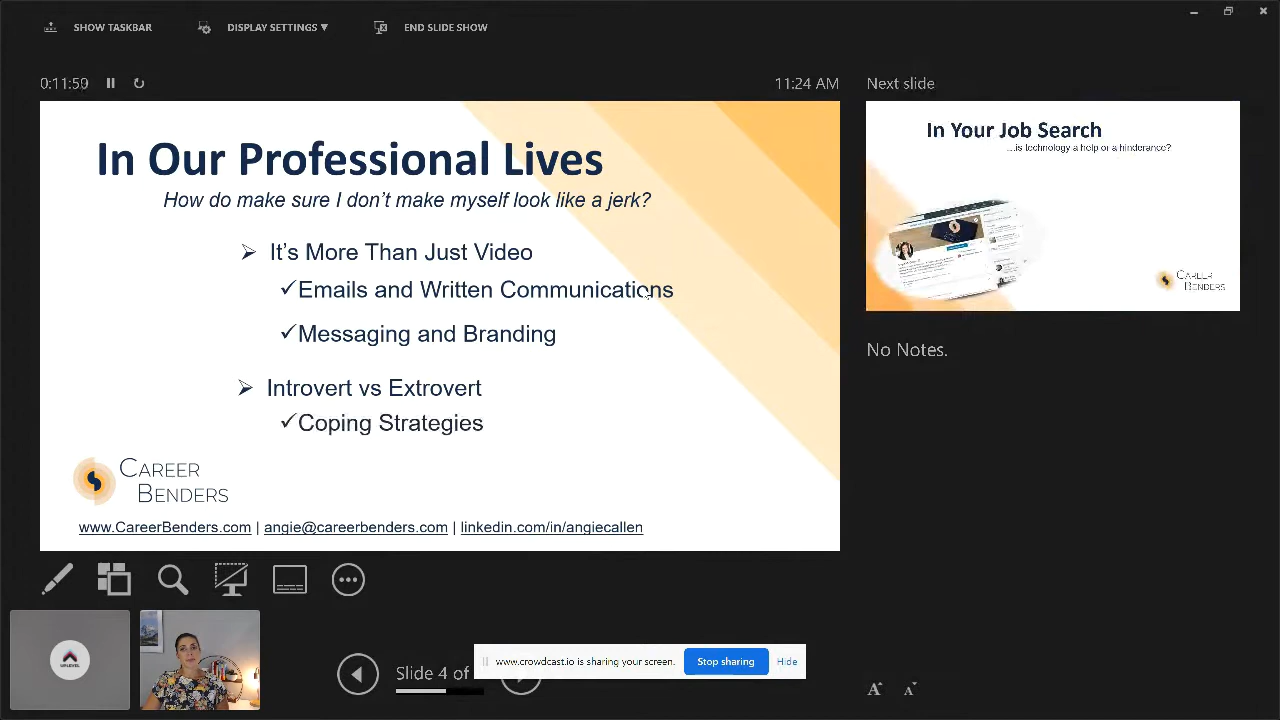 SHOW TASKBAR
DISPLAY SETTINGS ▼
END SLIDE SHOW
0:11:59
11:24 AM
Next slide
In Our Professional Lives
How do make sure I don't make myself look like a jerk?
➢ It's More Than Just Video
✓Emails and Written Communications
✓Messaging and Branding
➢ Introvert vs Extrovert
✓Coping Strategies
CAREER
BENDERS
www.CareerBenders.com | angie@careerbenders.com | linkedin.com/in/angiecallen
In Your Job Search
...is technology a help or a hinderance?
CAREER
BENDERS
No Notes.
UPLEVEL
Slide 4 of
www.crowdcast.io is sharing your screen.
Stop sharing
Hide
A
A